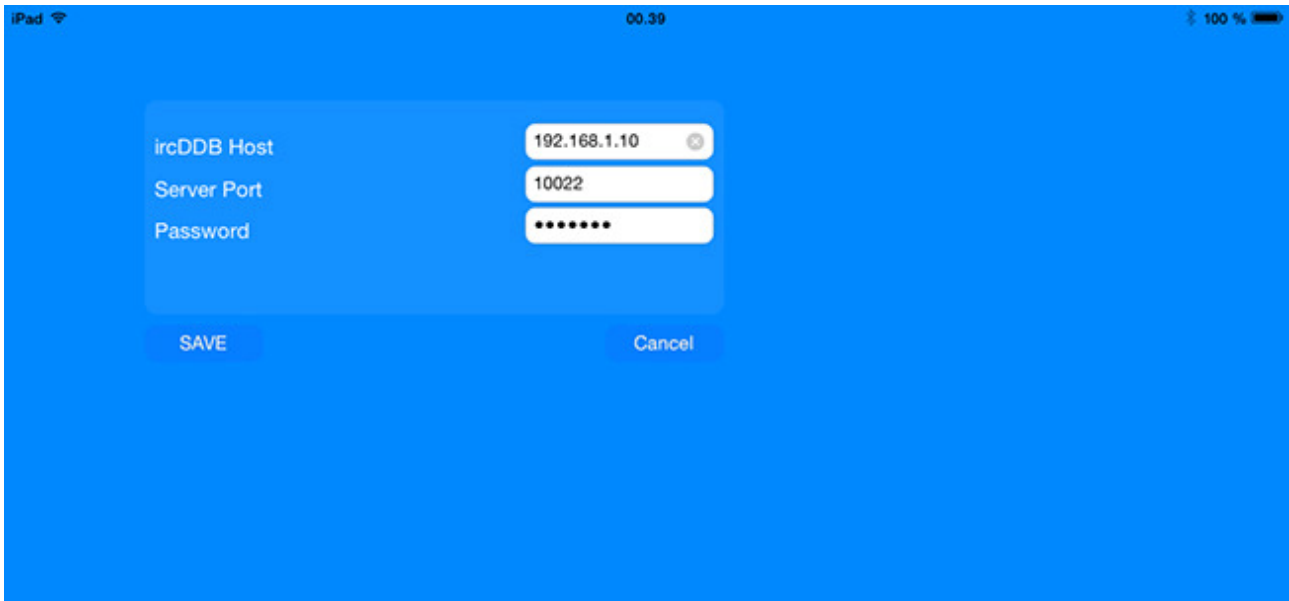 iPad 00.39 100 %
ircDDB Host 192.168.1.10
Server Port 10022
Password •••••••
SAVE Cancel